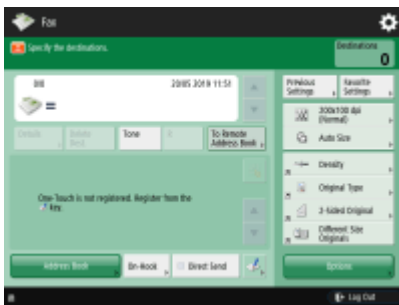 Fax
Specify the destinations.
Destinations
0
2019 11:51
Previous
Settings
Favorite
Settings
200x100 dpi
(Normal)
Details
Delete
Dest.
Tone
R
To Remote
Address Book
Auto Size
Density
One-Touch is not registered. Register from the
key.
Original Type
2-Sided Original
Different Size
Originals
Address Book
On-Hook
Direct Send
Options
Log Out